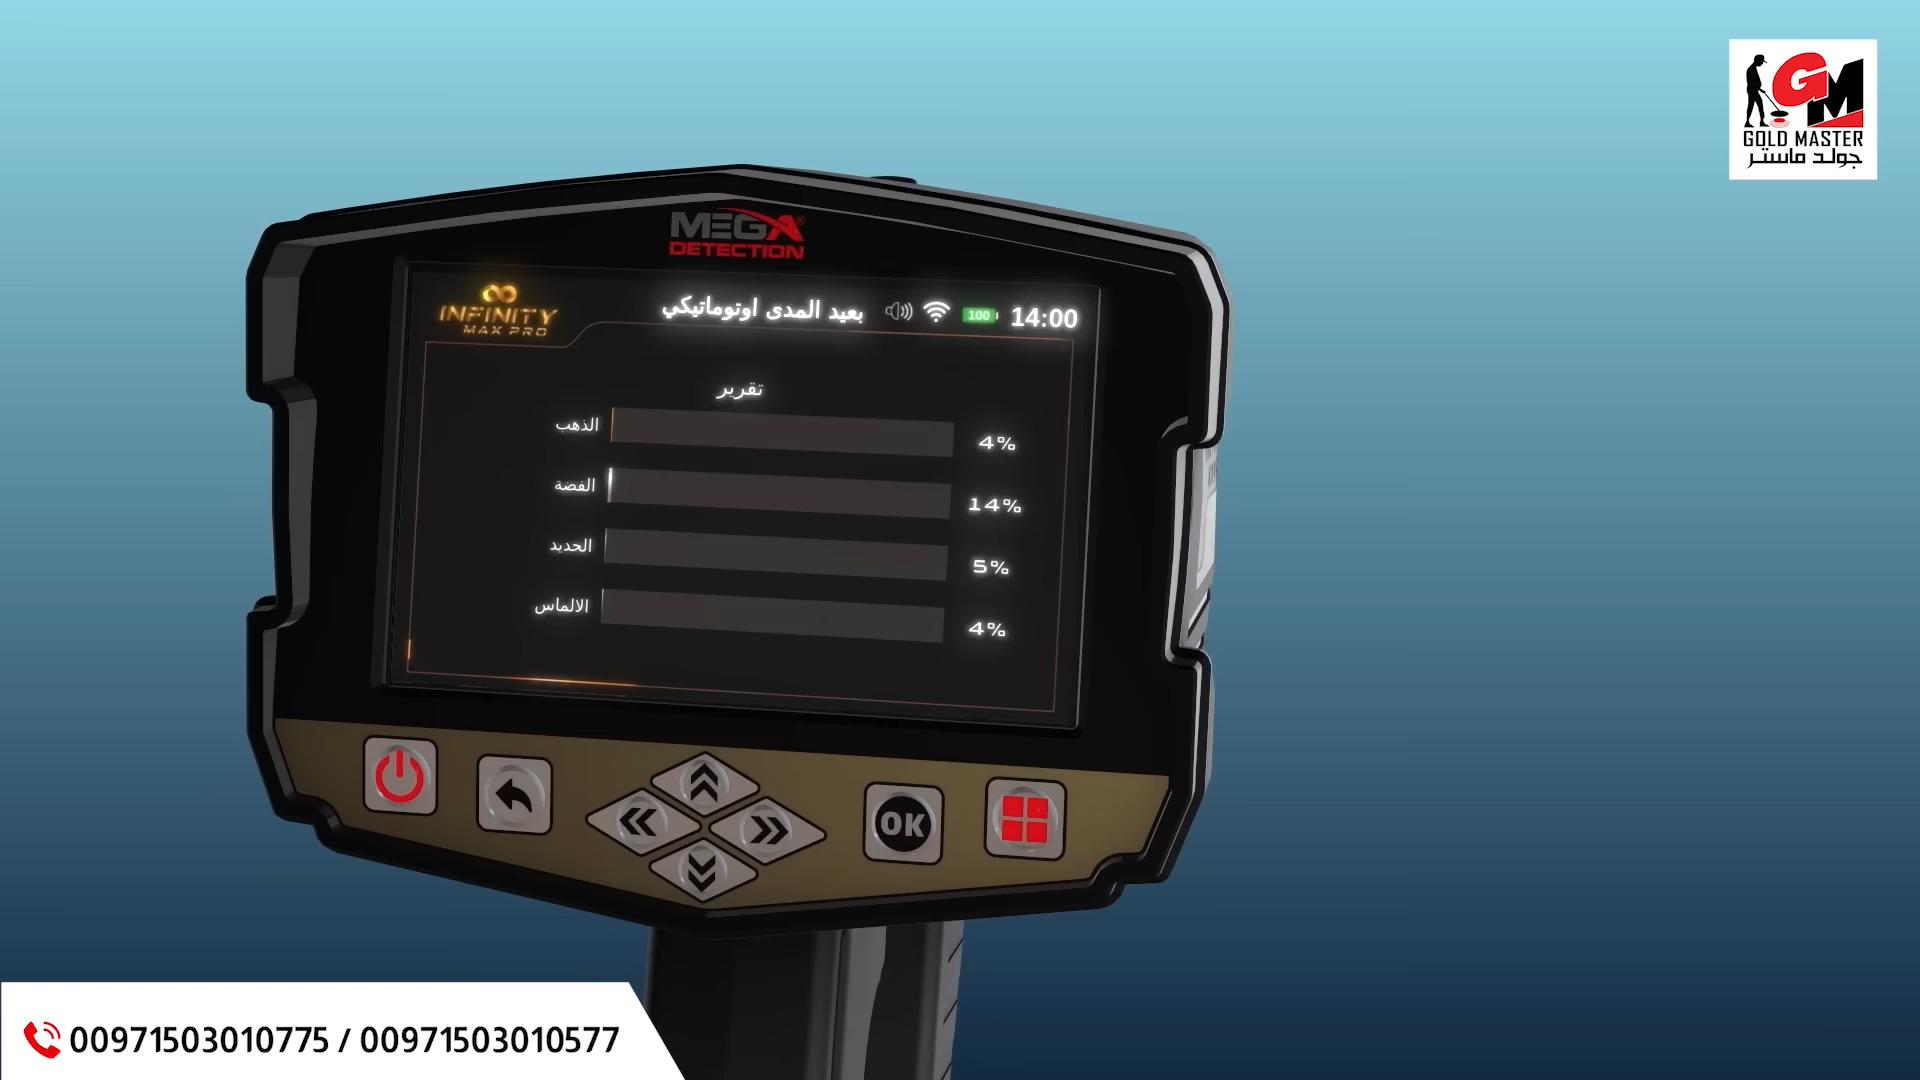 GM
GOLD MASTER
جولد ماستر
MEGA®
DETECTION
INFINITY
MAX PRO
بعيد المدى اوتوماتيكي
100
14:00
تقرير
الذهب
4%
الفضة
14%
الحديد
5%
الالماس
4%
OK
00971503010775 / 00971503010577